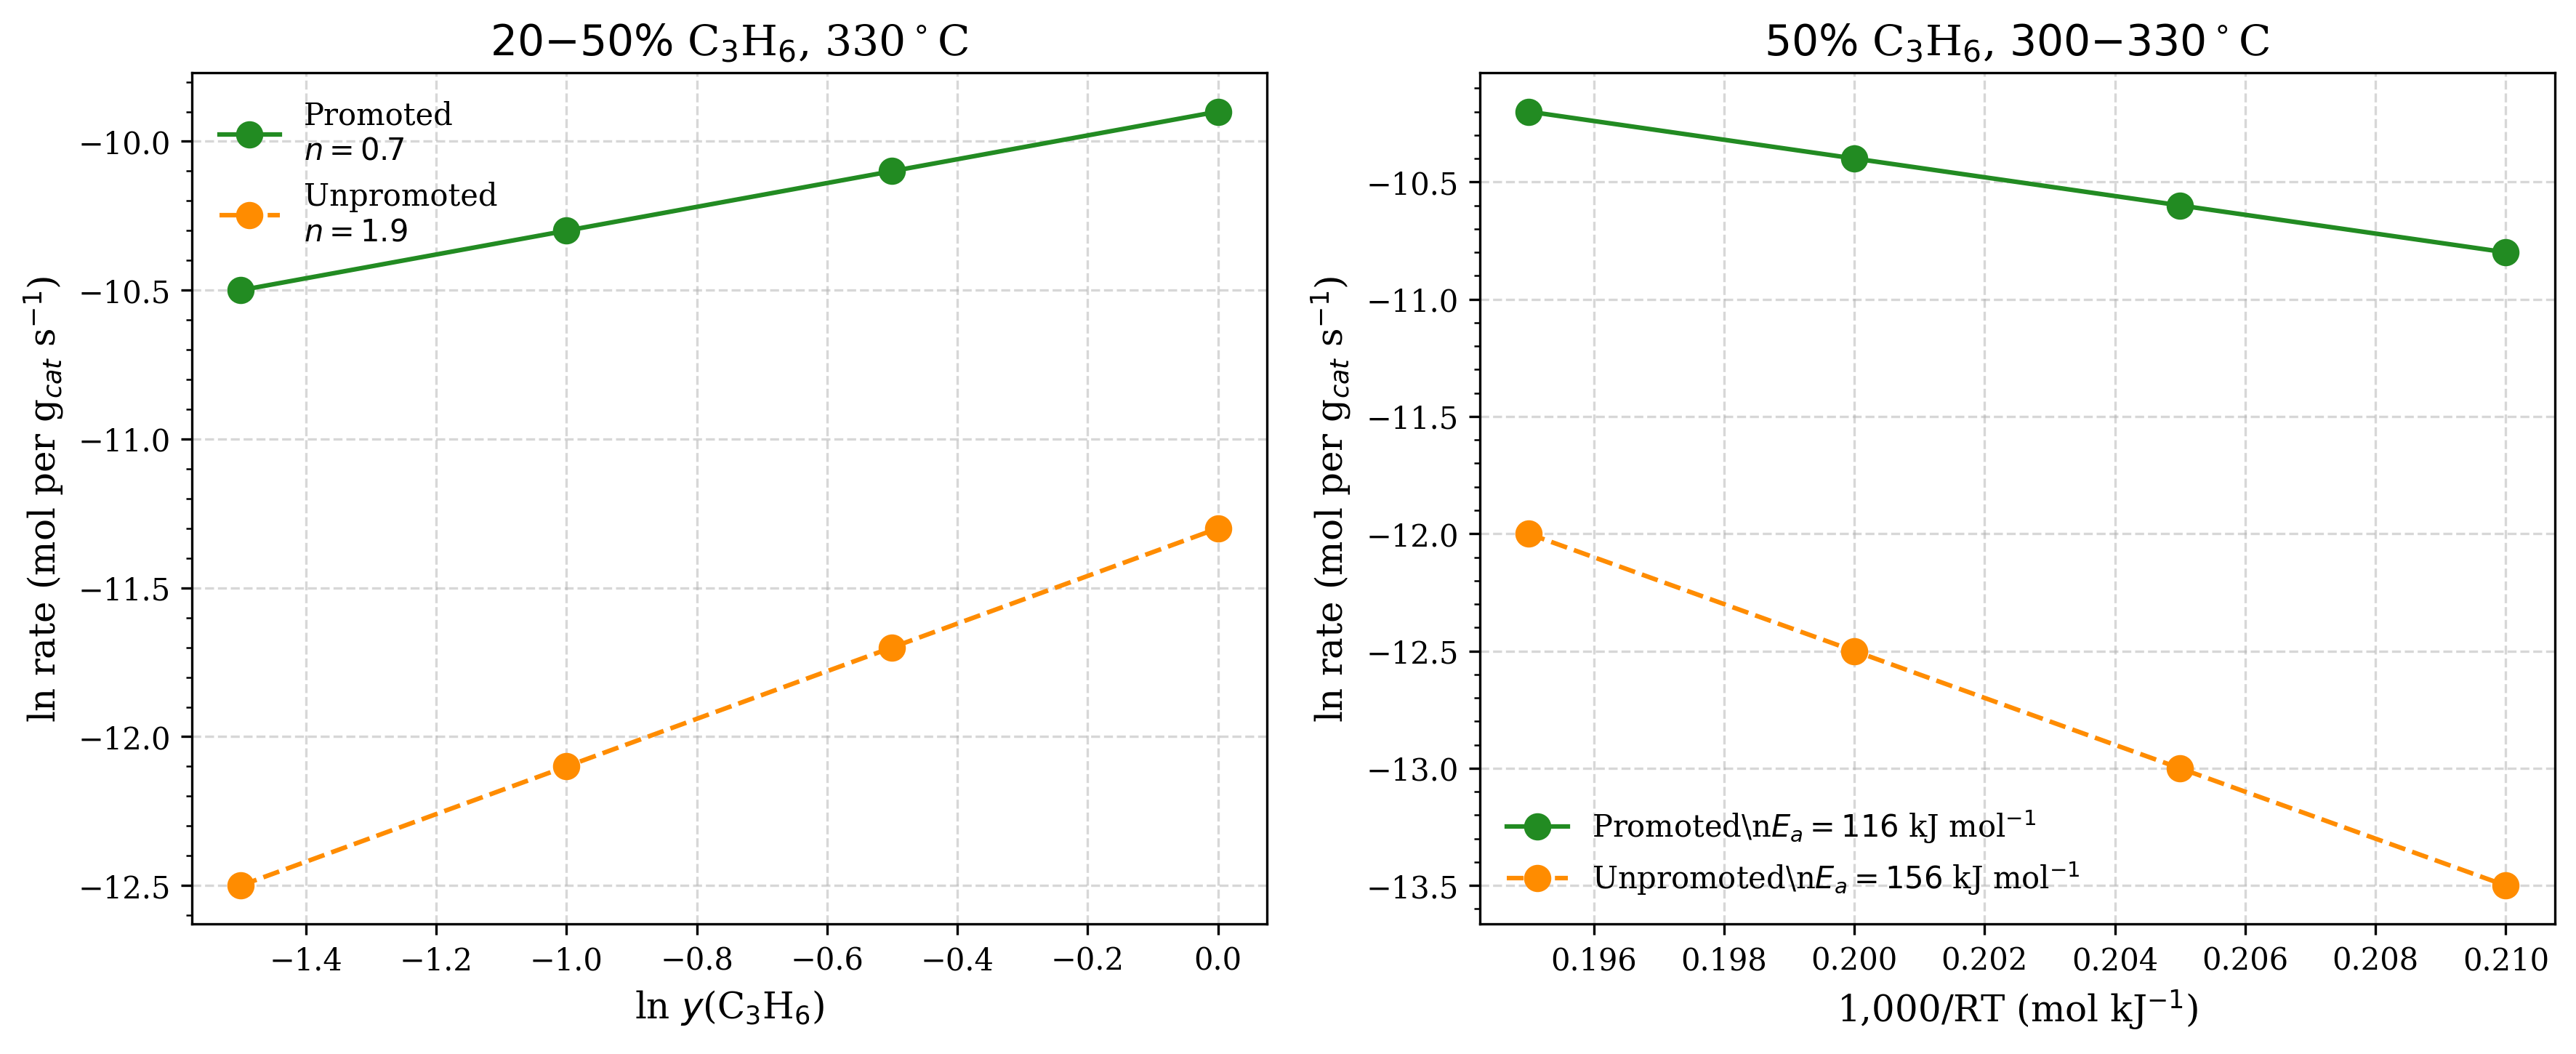 20−50% C₃H₆, 330°C
Promoted
n = 0.7
Unpromoted
n = 1.9
ln rate (mol per g_cat s⁻¹)
−10.0
−10.5
−11.0
−11.5
−12.0
−12.5
−1.4 −1.2 −1.0 −0.8 −0.6 −0.4 −0.2 0.0
ln y(C₃H₆)
50% C₃H₆, 300−330°C
ln rate (mol per g_cat s⁻¹)
−10.5
−11.0
−11.5
−12.0
−12.5
−13.0
−13.5
Promoted\nE_a = 116 kJ mol⁻¹
Unpromoted\nE_a = 156 kJ mol⁻¹
0.196 0.198 0.200 0.202 0.204 0.206 0.208 0.210
1,000/RT (mol kJ⁻¹)